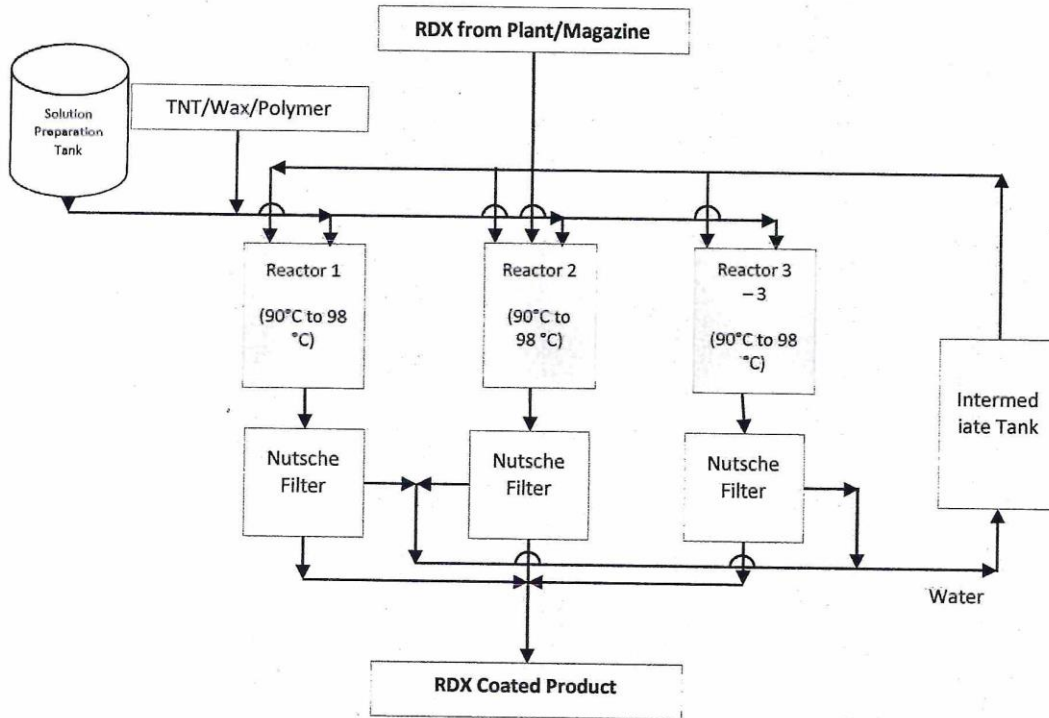 RDX from Plant/Magazine
Solution
Preparation
Tank
TNT/Wax/Polymer
Reactor 1
(90°C to 98
°C)
Reactor 2
(90°C to
98 °C)
Reactor 3
– 3
(90°C to 98
°C)
Intermed
iate Tank
Nutsche
Filter
Nutsche
Filter
Nutsche
Filter
Water
RDX Coated Product